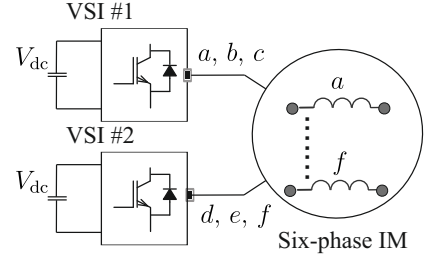 VSI #1
V_dc
a, b, c
a
VSI #2
V_dc
f
d, e, f
Six-phase IM